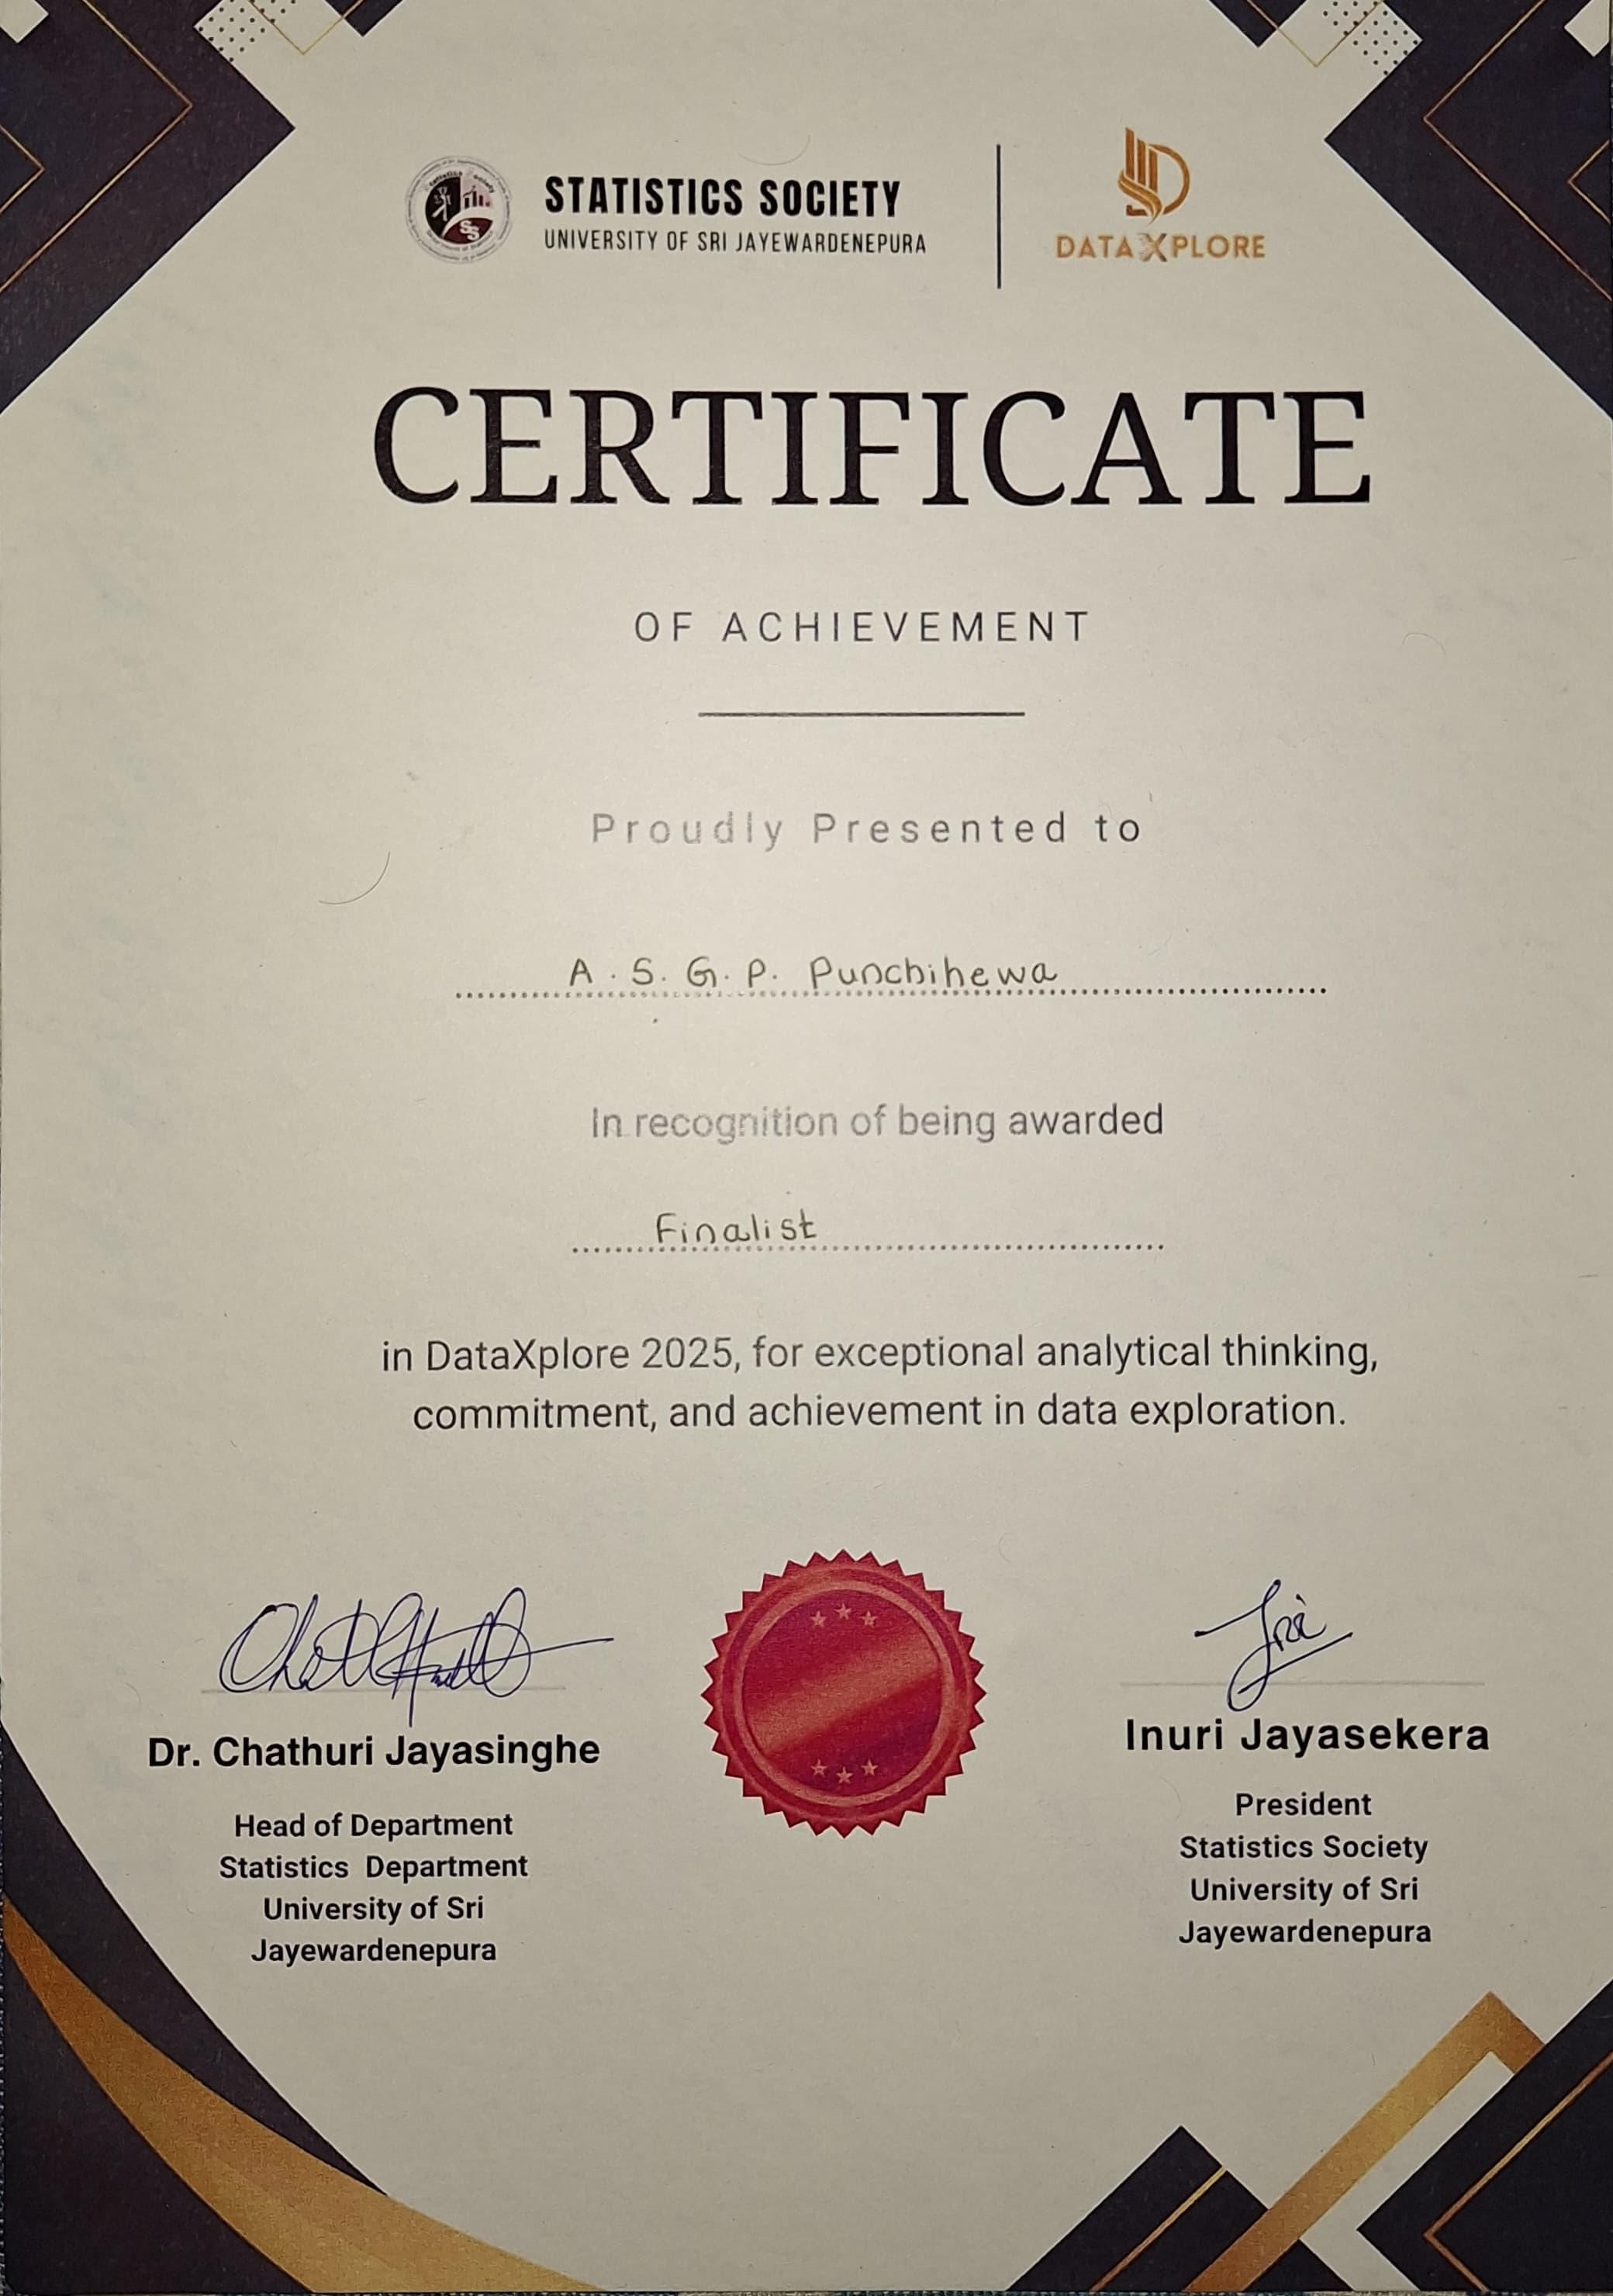 STATISTICS SOCIETY
UNIVERSITY OF SRI JAYEWARDENEPURA
DATAXPLORE
CERTIFICATE
OF ACHIEVEMENT
Proudly Presented to
A. S. G. P. Punchihewa
In recognition of being awarded
Finalist
in DataXplore 2025, for exceptional analytical thinking,
commitment, and achievement in data exploration.
Dr. Chathuri Jayasinghe
Head of Department
Statistics Department
University of Sri
Jayewardenepura
Inuri Jayasekera
President
Statistics Society
University of Sri
Jayewardenepura